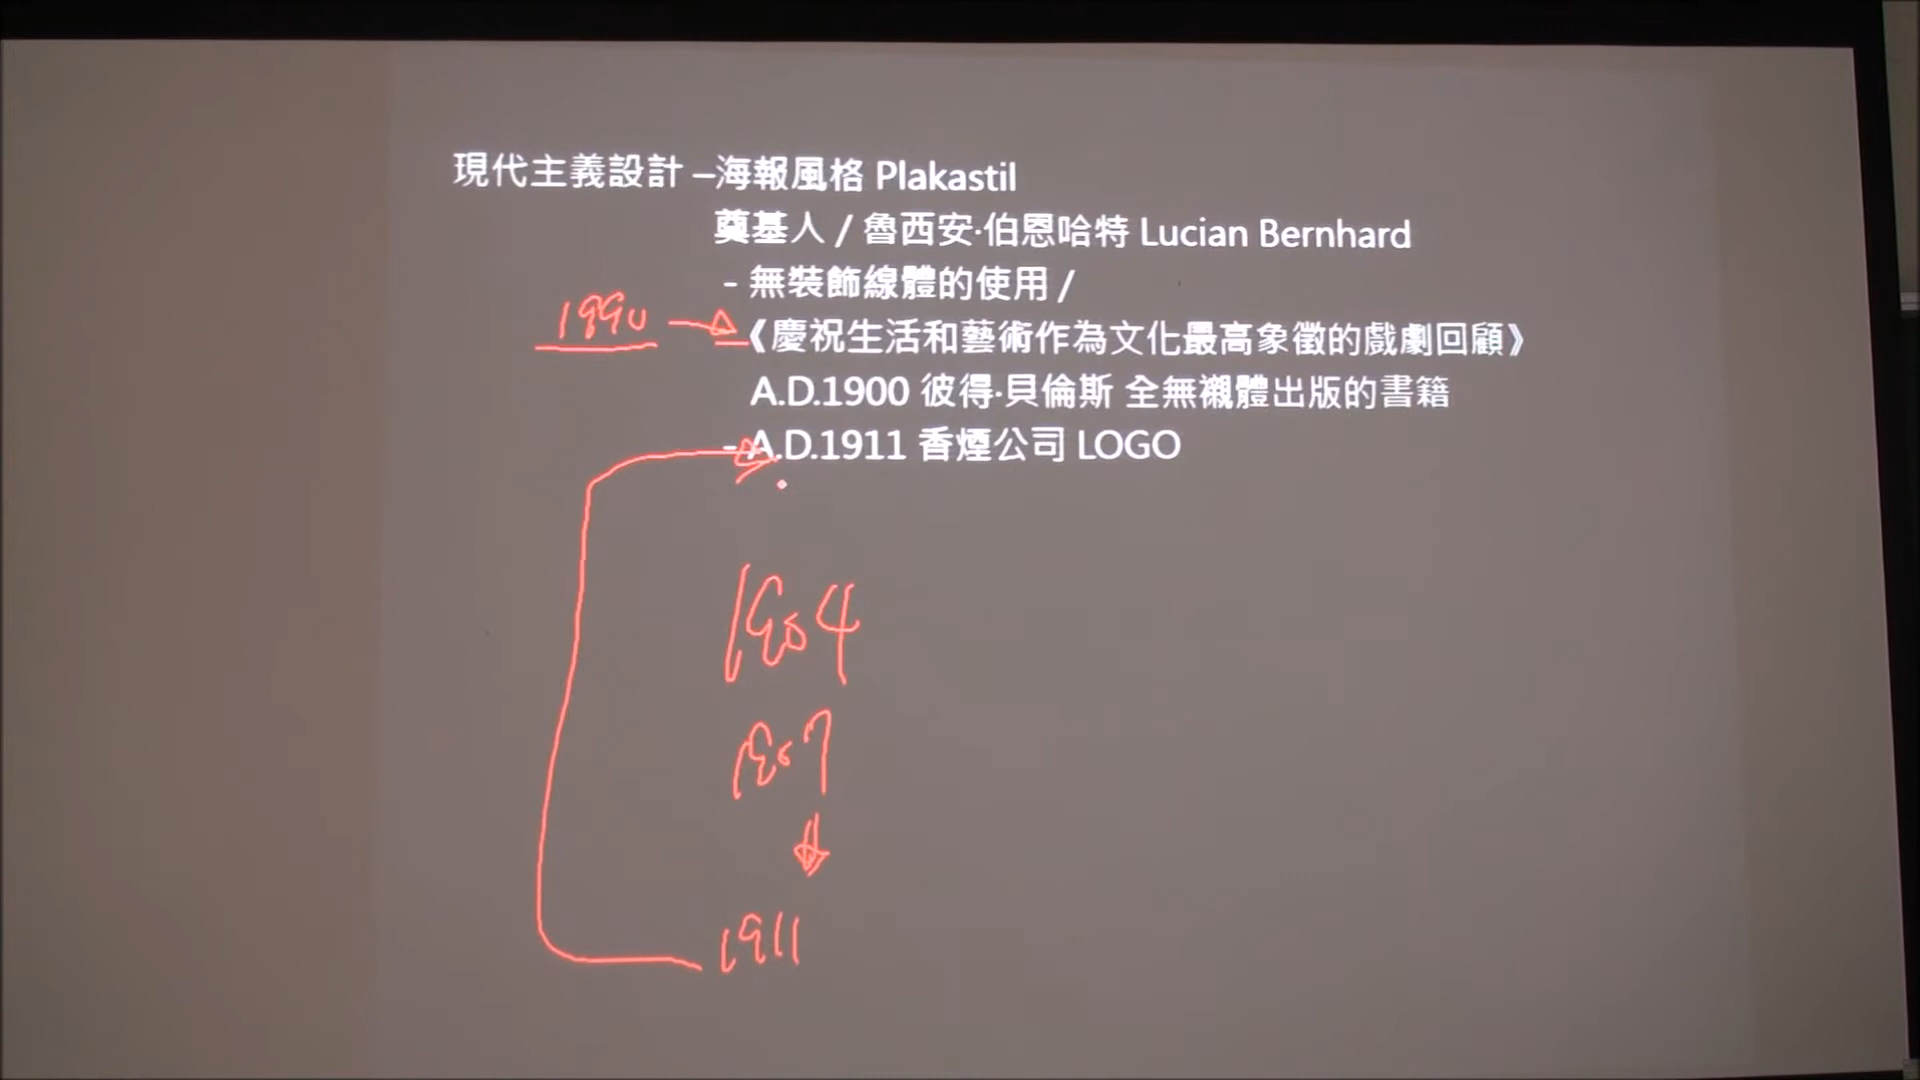 現代主義設計 –海報風格 Plakastil
奠基人 / 魯西安·伯恩哈特 Lucian Bernhard
- 無裝飾線體的使用 /
1990
-《慶祝生活和藝術作為文化最高象徵的戲劇回顧》
A.D.1900 彼得·貝倫斯 全無襯體出版的書籍
- A.D.1911 香煙公司 LOGO
1904
1907
1911